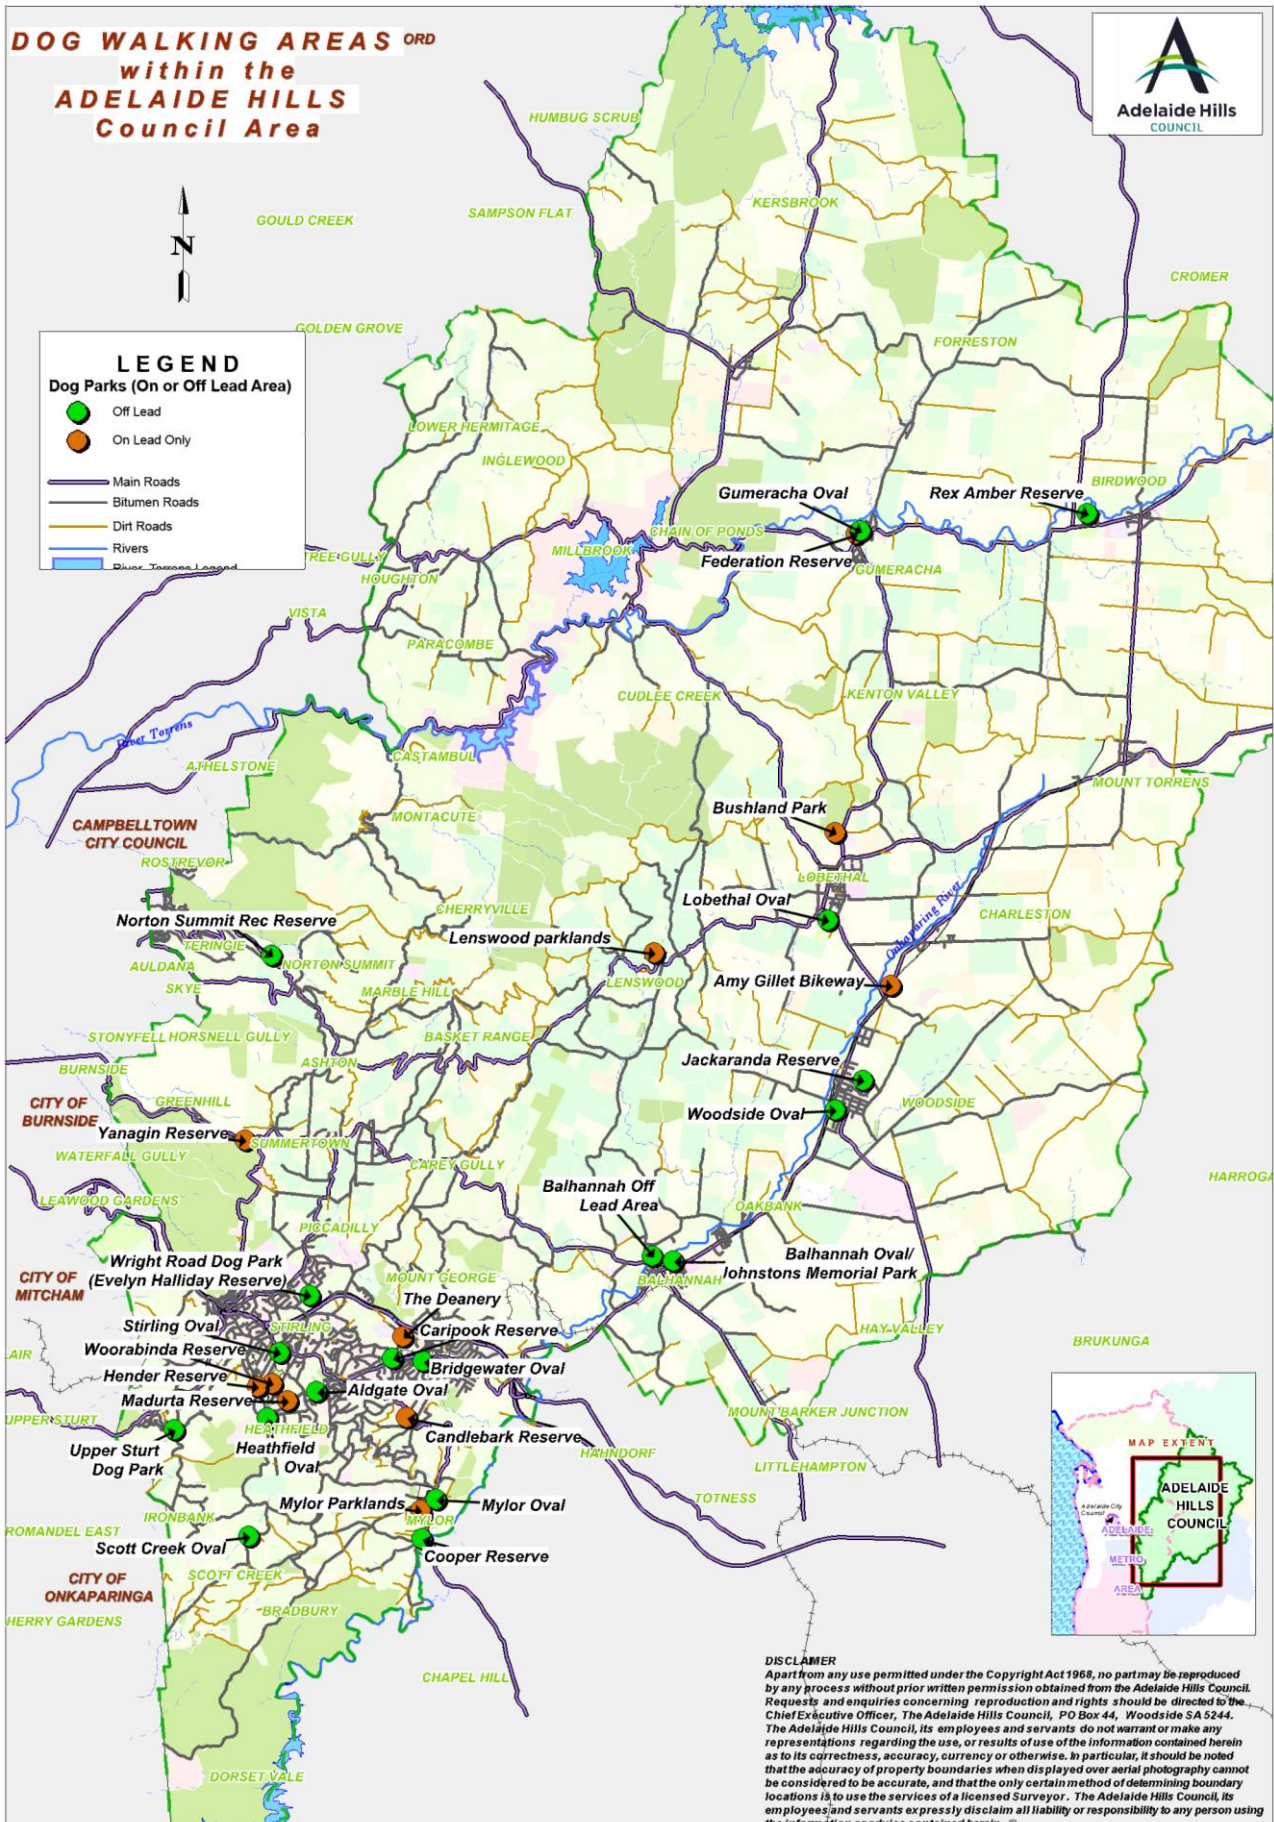 DOG WALKING AREAS ORD
within the
ADELAIDE HILLS
Council Area
Adelaide Hills
COUNCIL
N
HUMBUG SCRUB
GOULD CREEK
SAMPSON FLAT
KERSBROOK
CROMER
GOLDEN GROVE
FORRESTON
LEGEND
Dog Parks (On or Off Lead Area)
Off Lead
On Lead Only
Main Roads
Bitumen Roads
Dirt Roads
Rivers
River Torrens Legend
LOWER HERMITAGE
INGLEWOOD
BIRDWOOD
Gumeracha Oval
Rex Amber Reserve
CHAIN OF PONDS
MILLBROOK
TREE GULLY
HOUGHTON
Federation Reserve
GUMERACHA
VISTA
PARACOMBE
CUDLEE CREEK
KENTON VALLEY
River Torrens
CASTAMBUL
ATHELSTONE
MOUNT TORRENS
Bushland Park
MONTACUTE
CAMPBELLTOWN
CITY COUNCIL
ROSTREVOR
LOBETHAL
Lobethal Oval
CHERRYVILLE
CHARLESTON
Onkaparing River
Norton Summit Rec Reserve
TERINGIE
Lenswood parklands
AULDANA
NORTON SUMMIT
LENSWOOD
Amy Gillet Bikeway
SKYE
MARBLE HILL
STONYFELL
HORSNELL GULLY
BASKET RANGE
ASHTON
Jackaranda Reserve
BURNSIDE
GREENHILL
WOODSIDE
Woodside Oval
CITY OF
BURNSIDE
Yanagin Reserve
SUMMERTOWN
WATERFALL GULLY
CAREY GULLY
HARROGA
LEAWOOD GARDENS
Balhannah Off
Lead Area
OAKBANK
PICCADILLY
Wright Road Dog Park
(Evelyn Halliday Reserve)
Balhannah Oval/
Johnstons Memorial Park
BALHANNAH
CITY OF
MITCHAM
MOUNT GEORGE
The Deanery
Stirling Oval
STIRLING
Caripook Reserve
HAY VALLEY
BRUKUNGA
LAIR
Woorabinda Reserve
Bridgewater Oval
Hender Reserve
Aldgate Oval
Madurta Reserve
UPPER STURT
MOUNT BARKER JUNCTION
HEATHFIELD
Candlebark Reserve
Upper Sturt
Dog Park
Heathfield
Oval
HAHNDORF
LITTLEHAMPTON
MAP EXTENT
TOTNESS
ADELAIDE
HILLS
COUNCIL
Adelaide City
Council
ADELAIDE
METRO
AREA
Mylor Parklands
Mylor Oval
IRONBANK
MYLOR
ROMANDEL EAST
Scott Creek Oval
Cooper Reserve
SCOTT CREEK
CITY OF
ONKAPARINGA
BRADBURY
HERRY GARDENS
CHAPEL HILL
DORSET VALE
DISCLAIMER
Apart from any use permitted under the Copyright Act 1968, no part may be reproduced
by any process without prior written permission obtained from the Adelaide Hills Council.
Requests and enquiries concerning reproduction and rights should be directed to the
Chief Executive Officer, The Adelaide Hills Council, PO Box 44, Woodside SA 5244.
The Adelaide Hills Council, its employees and servants do not warrant or make any
representations regarding the use, or results of use of the information contained herein
as to its correctness, accuracy, currency or otherwise. In particular, it should be noted
that the accuracy of property boundaries when displayed over aerial photography cannot
be considered to be accurate, and that the only certain method of determining boundary
locations is to use the services of a licensed Surveyor. The Adelaide Hills Council, its
employees and servants expressly disclaim all liability or responsibility to any person using